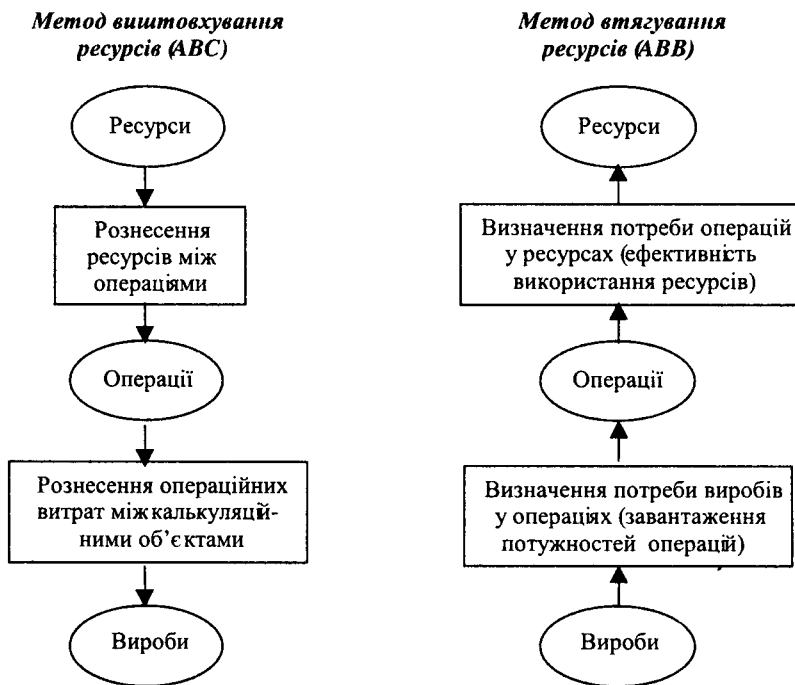 Метод виштовхування
ресурсів (АВС)
Ресурси
Рознесення
ресурсів між
операціями
Операції
Рознесення операційних
витрат між калькуляцій-
ними об’єктами
Вироби
Метод втягування
ресурсів (АВВ)
Ресурси
Визначення потреби операцій
у ресурсах (ефективність
використання ресурсів)
Операції
Визначення потреби виробів
у операціях (завантаження
потужностей операцій)
Вироби